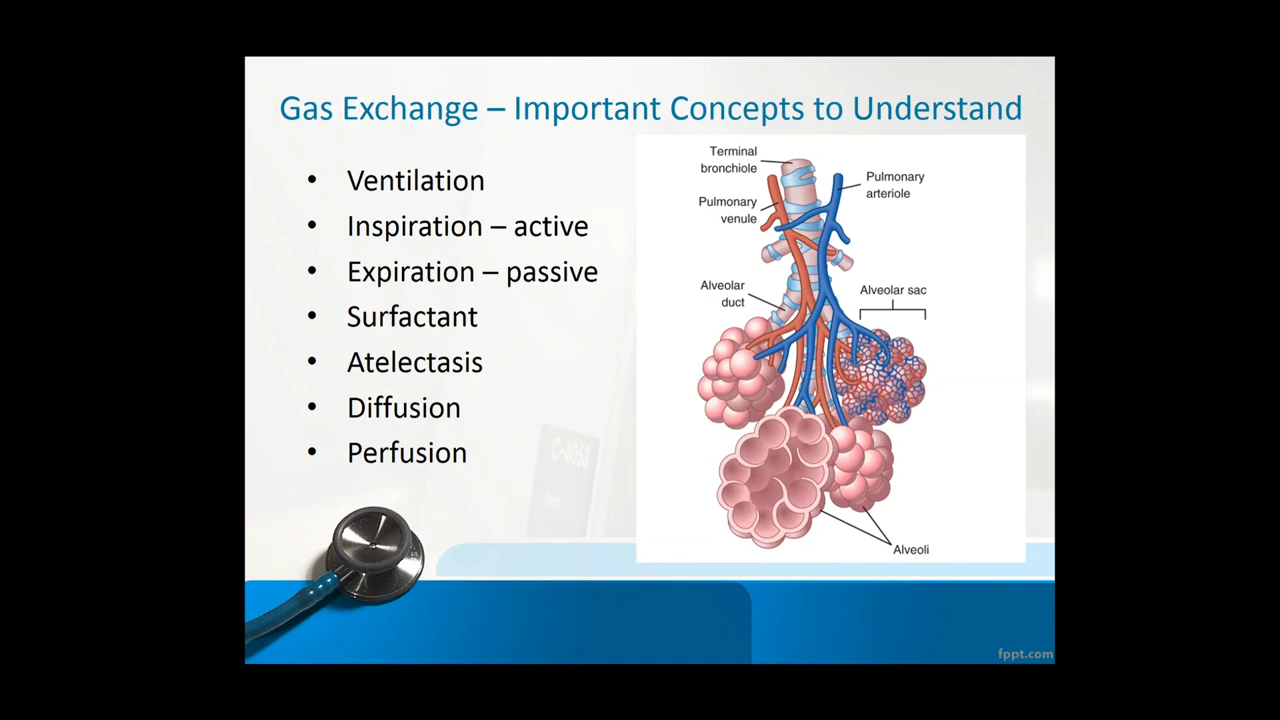 Gas Exchange – Important Concepts to Understand
• Ventilation
• Inspiration – active
• Expiration – passive
• Surfactant
• Atelectasis
• Diffusion
• Perfusion
Terminal
bronchiole
Pulmonary
venule
Pulmonary
arteriole
Alveolar
duct
Alveolar sac
Alveoli
C-4053
fppt.com